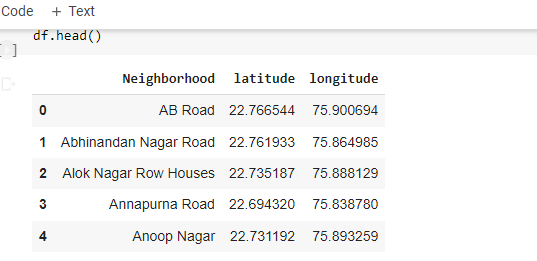 Code + Text
[ ] df.head()
Neighborhood latitude longitude
0 AB Road 22.766544 75.900694
1 Abhinandan Nagar Road 22.761933 75.864985
2 Alok Nagar Row Houses 22.735187 75.888129
3 Annapurna Road 22.694320 75.838780
4 Anoop Nagar 22.731192 75.893259